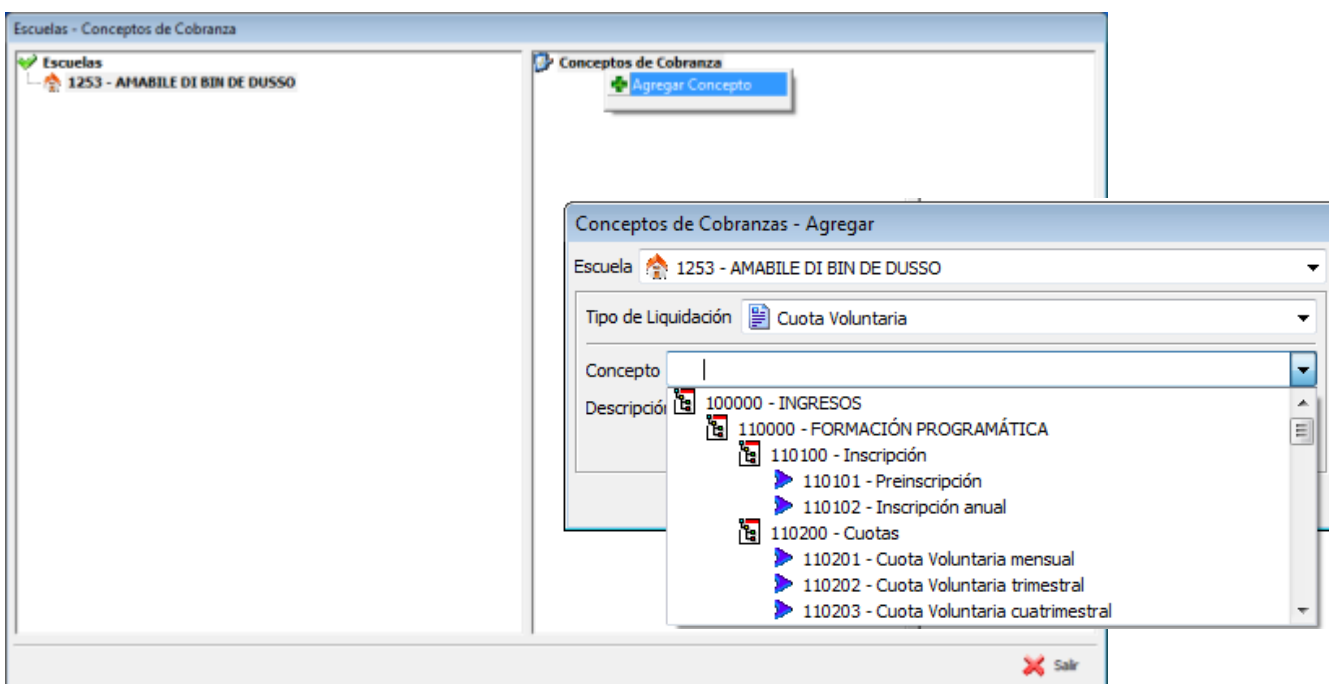 Escuelas - Conceptos de Cobranza
Escuelas
1253 - AMABILE DI BIN DE DUSSO
Conceptos de Cobranza
Agregar Concepto
Conceptos de Cobranzas - Agregar
Escuela 1253 - AMABILE DI BIN DE DUSSO
Tipo de Liquidación Cuota Voluntaria
Concepto
Descripción
100000 - INGRESOS
110000 - FORMACIÓN PROGRAMÁTICA
110100 - Inscripción
110101 - Preinscripción
110102 - Inscripción anual
110200 - Cuotas
110201 - Cuota Voluntaria mensual
110202 - Cuota Voluntaria trimestral
110203 - Cuota Voluntaria cuatrimestral
Salir